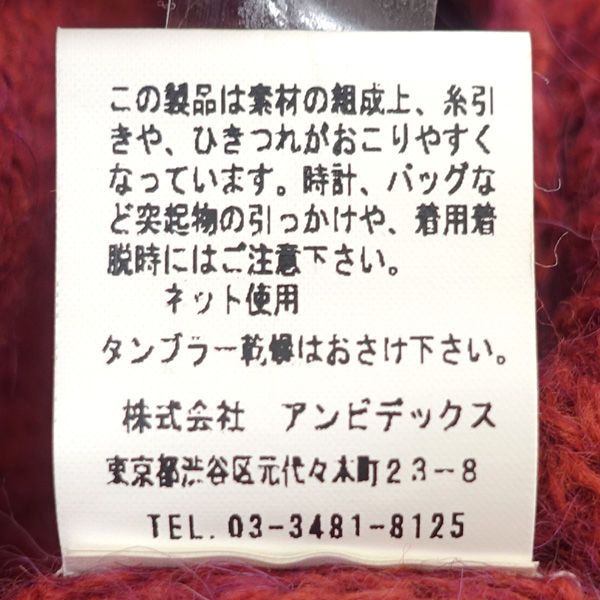 この製品は素材の組成上、糸引
きや、ひきつれがおこりやすく
なっています。時計、バッグな
ど突起物の引っかけや、着用着
脱時にはご注意下さい。
ネット使用
タンブラー乾燥はおさけ下さい。
株式会社 アンビデックス
東京都渋谷区元代々木町23-8
TEL. 03-3481-8125